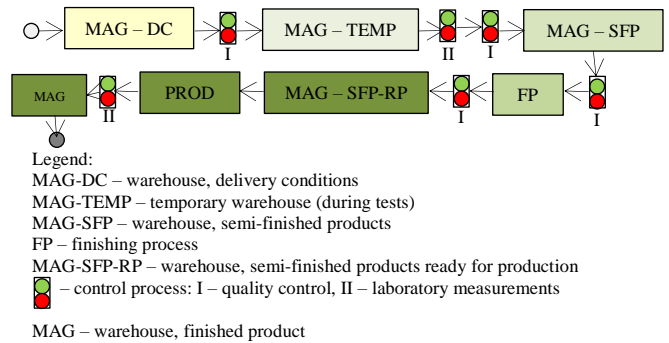 MAG – DC
MAG – TEMP
MAG – SFP
I
II
I
MAG
PROD
MAG – SFP-RP
FP
II
I
I
Legend:
MAG-DC – warehouse, delivery conditions
MAG-TEMP – temporary warehouse (during tests)
MAG-SFP – warehouse, semi-finished products
FP – finishing process
MAG-SFP-RP – warehouse, semi-finished products ready for production
– control process: I – quality control, II – laboratory measurements
MAG – warehouse, finished product